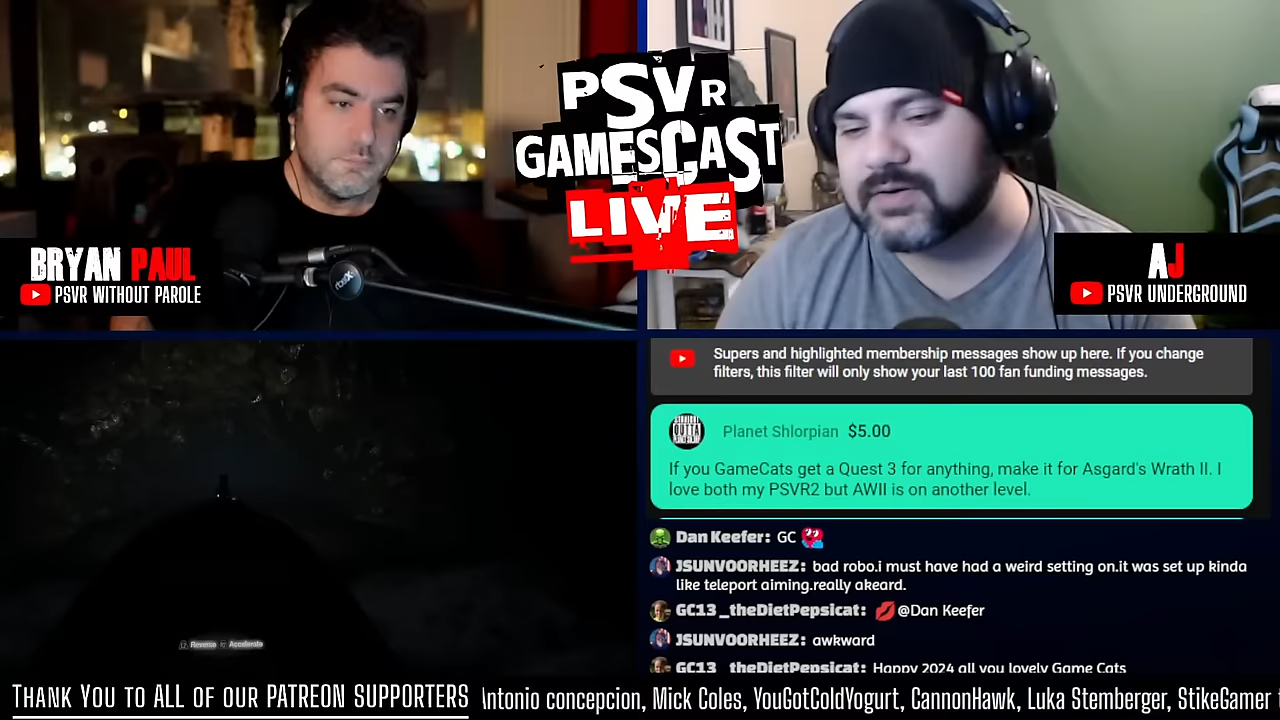 PSVR
GAMESCAST
LIVE
BRYAN PAUL
PSVR WITHOUT PAROLE
AJ
PSVR UNDERGROUND
Supers and highlighted membership messages show up here. If you change
filters, this filter will only show your last 100 fan funding messages.
Planet Shlorpian $5.00
If you GameCats get a Quest 3 for anything, make it for Asgard's Wrath II. I
love both my PSVR2 but AWII is on another level.
Dan Keefer: GC
JSUNVOORHEEZ: bad robo.i must have had a weird setting on.it was set up kinda
like teleport aiming.really akeard.
GC13_theDietPepsicat: @Dan Keefer
JSUNVOORHEEZ: awkward
GC13_theDietPepsicat: Happy 2024 all you lovely Game Cats
Reverse Accelerate
THANK YOU TO ALL OF OUR PATREON SUPPORTERS
Antonio concepcion, Mick Coles, YouGotColdYogurt, CannonHawk, Luka Stemberger, StikeGamer